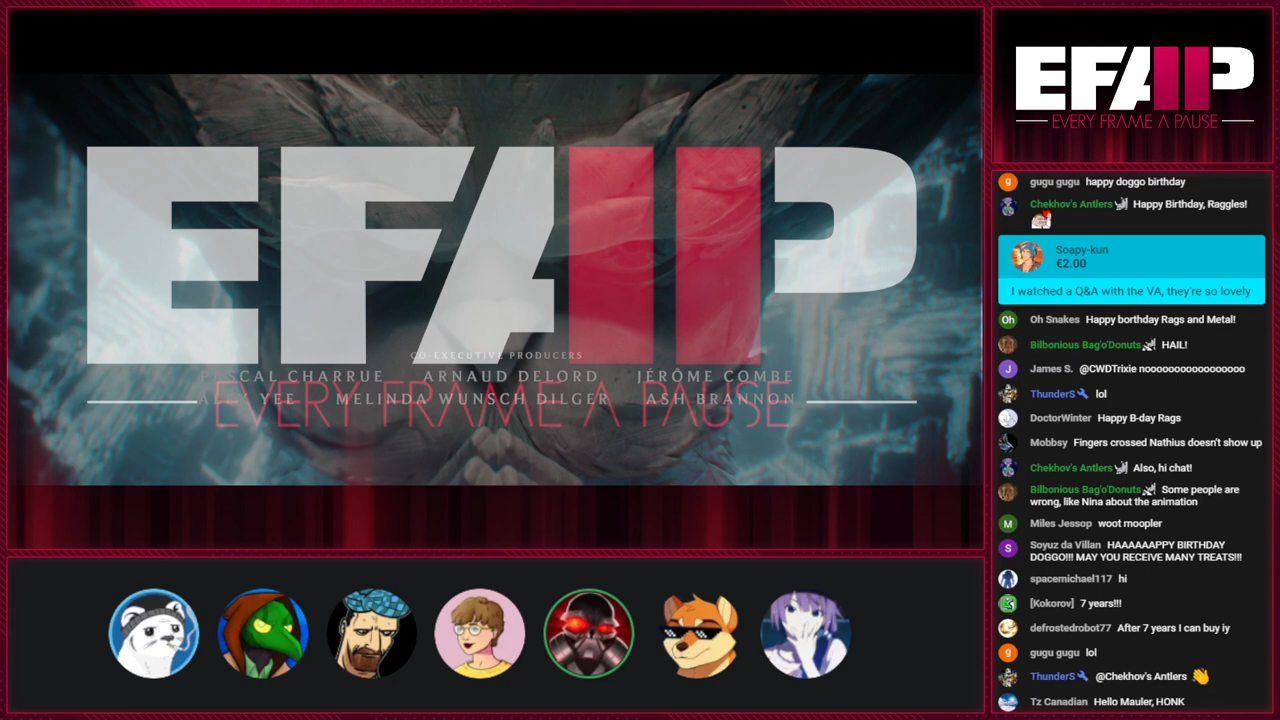 EFAP
CO-EXECUTIVE PRODUCERS
PASCAL CHARRUE ARNAUD DELORD JÉRÔME COMBE
YEE MELINDA WUNSCH DILGER ASH BRANNON
EVERY FRAME A PAUSE
EFAP
EVERY FRAME A PAUSE
g gugu gugu happy doggo birthday
Chekhov's Antlers Happy Birthday, Raggles!
Soapy-kun
€2.00
I watched a Q&A with the VA, they're so lovely
Oh Oh Snakes Happy borthday Rags and Metal!
Bilbonious Bag'o'Donuts HAIL!
J James S. @CWDTrixie nooooooooooooooooo
ThunderS lol
DoctorWinter Happy B-day Rags
Mobbsy Fingers crossed Nathius doesn't show up
Chekhov's Antlers Also, hi chat!
Bilbonious Bag'o'Donuts Some people are
wrong, like Nina about the animation
M Miles Jessop woot moopler
S Soyuz da Villan HAAAAAAPPY BIRTHDAY
DOGGO!!! MAY YOU RECEIVE MANY TREATS!!!
spacemichael117 hi
[Kokorov] 7 years!!!
defrostedrobot77 After 7 years I can buy iy
g gugu gugu lol
ThunderS @Chekhov's Antlers
Tz Canadian Hello Mauler, HONK